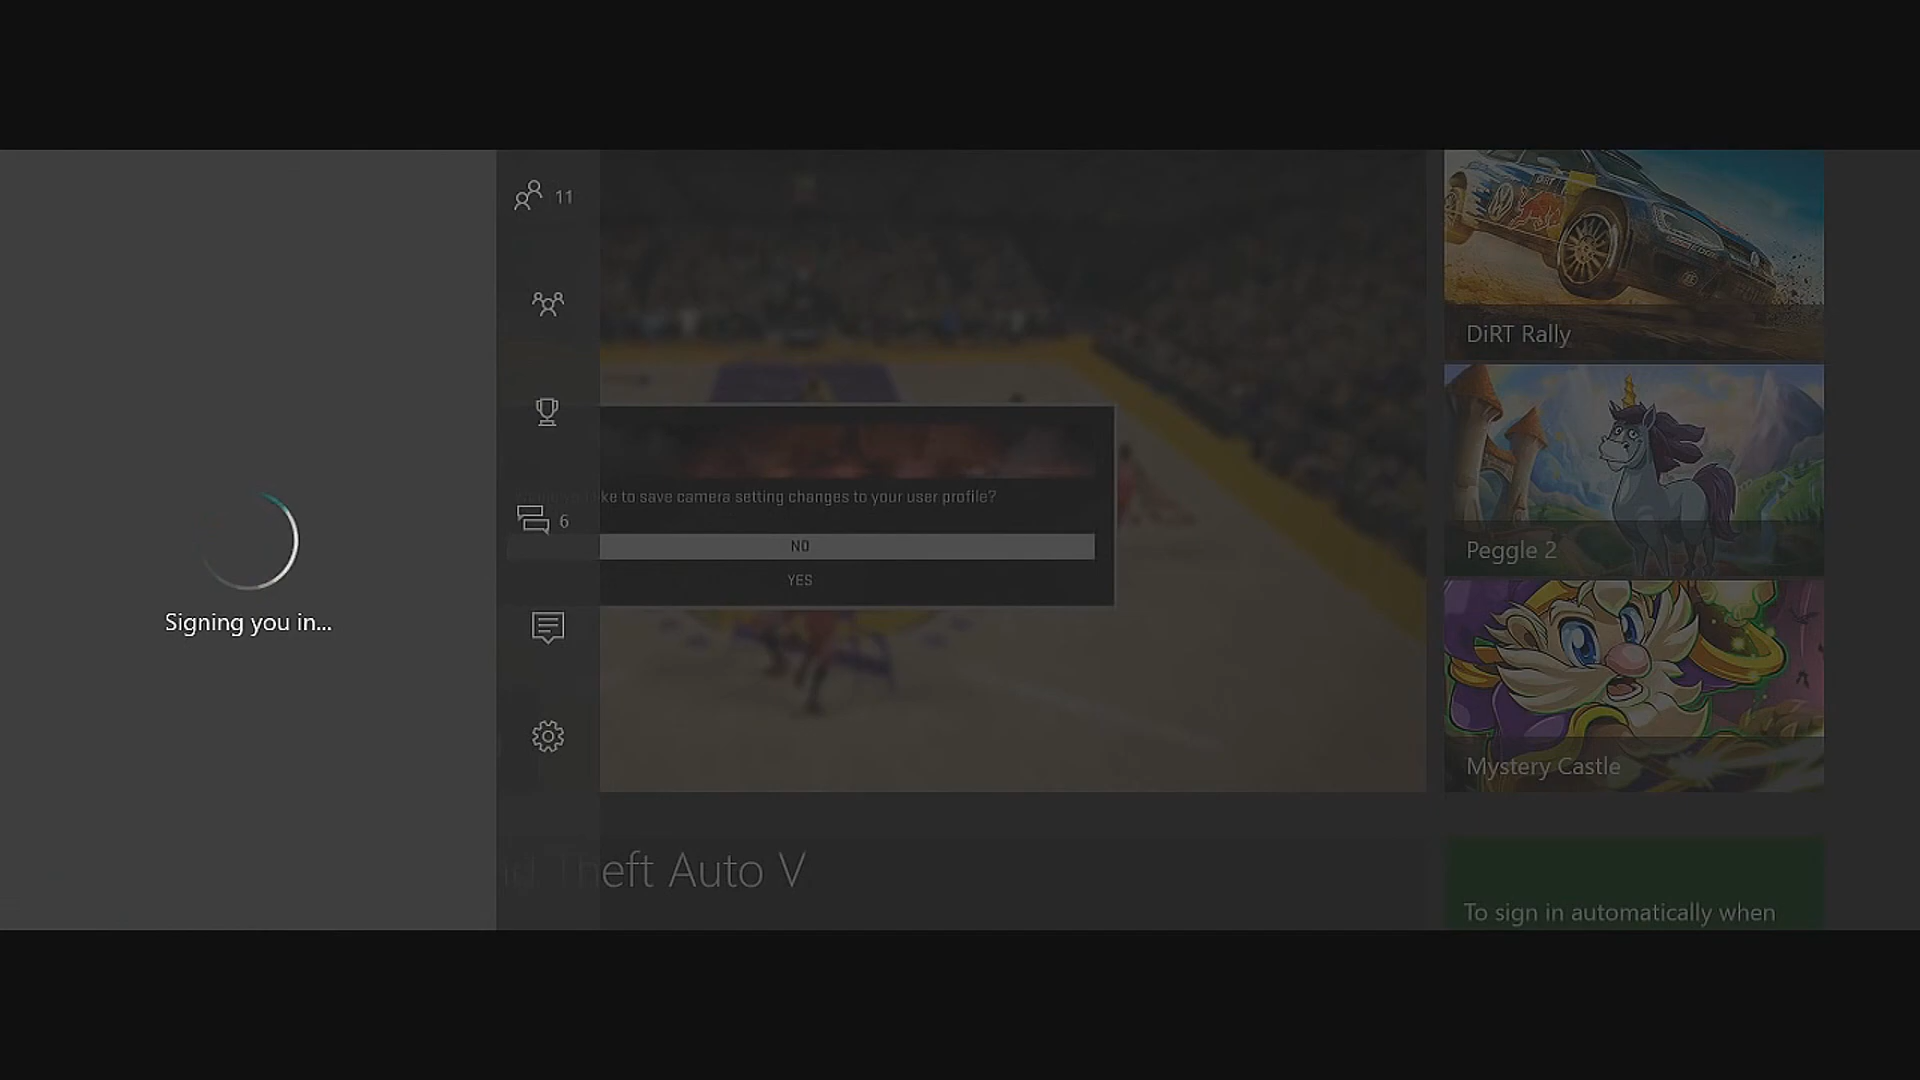 11
DiRT Rally
ke to save camera setting changes to your user profile?
6
NO
Peggle 2
YES
Signing you in...
Mystery Castle
Theft Auto V
To sign in automatically when